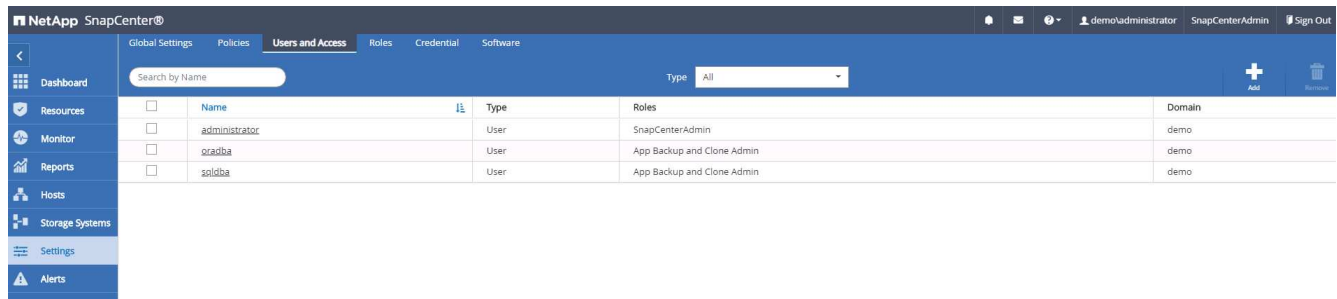 NetApp SnapCenter®
demo\administrator SnapCenterAdmin Sign Out
Global Settings Policies Users and Access Roles Credential Software
Dashboard
Search by Name
Type All
Add
Remove
Resources
Name Type Roles Domain
Monitor
administrator User SnapCenterAdmin demo
oradba User App Backup and Clone Admin demo
Reports
sqldba User App Backup and Clone Admin demo
Hosts
Storage Systems
Settings
Alerts